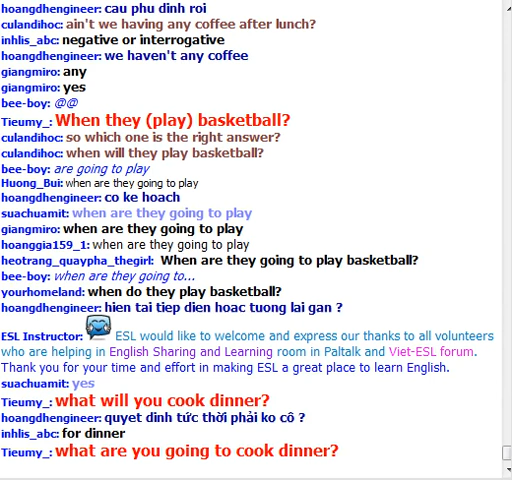 hoangdhengineer: cau phu dinh roi
culandihoc: ain't we having any coffee after lunch?
inhlis_abc: negative or interrogative
hoangdhengineer: we haven't any coffee
giangmiro: any
giangmiro: yes
bee-boy: @@
Tieumy_: When they (play) basketball?
culandihoc: so which one is the right answer?
culandihoc: when will they play basketball?
bee-boy: are going to play
Huong_Bui: when are they going to play
hoangdhengineer: co ke hoach
suachuamit: when are they going to play
giangmiro: when are they going to play
hoanggia159_1: when are they going to play
heotrang_quaypha_thegirl: When are they going to play basketball?
bee-boy: when are they going to...
yourhomeland: when do they play basketball?
hoangdhengineer: hien tai tiep dien hoac tuong lai gan ?
ESL Instructor: ESL would like to welcome and express our thanks to all volunteers
who are helping in English Sharing and Learning room in Paltalk and Viet-ESL forum.
Thank you for your time and effort in making ESL a great place to learn English.
suachuamit: yes
Tieumy_: what will you cook dinner?
hoangdhengineer: quyet dinh tức thời phải ko cô ?
inhlis_abc: for dinner
Tieumy_: what are you going to cook dinner?